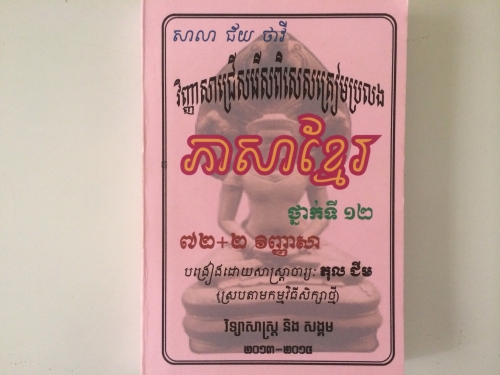 សាលា ជ័យ ថាវី
វិញ្ញាសាជ្រើសរើសពិសេសត្រៀមប្រលង
ភាសាខ្មែរ
ថ្នាក់ទី ១២
៧២+២ វិញ្ញាសា
បង្រៀងដោយសាស្ត្រាចារ្យៈ គុល ជីម
(ស្របតាមកម្មវិធីសិក្សាថ្មី)
វិទ្យាសាស្ត្រ និង សង្គម
២០១៣-២០១៤